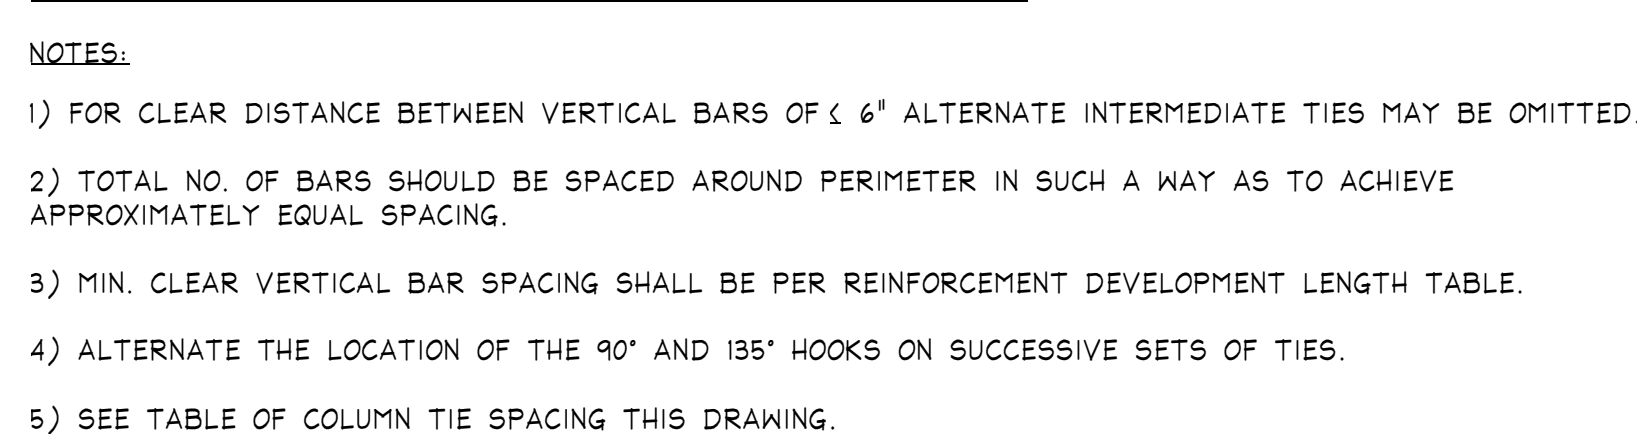 NOTES:
1) FOR CLEAR DISTANCE BETWEEN VERTICAL BARS OF ≤ 6" ALTERNATE INTERMEDIATE TIES MAY BE OMITTED.
2) TOTAL NO. OF BARS SHOULD BE SPACED AROUND PERIMETER IN SUCH A WAY AS TO ACHIEVE
APPROXIMATELY EQUAL SPACING.
3) MIN. CLEAR VERTICAL BAR SPACING SHALL BE PER REINFORCEMENT DEVELOPMENT LENGTH TABLE.
4) ALTERNATE THE LOCATION OF THE 90° AND 135° HOOKS ON SUCCESSIVE SETS OF TIES.
5) SEE TABLE OF COLUMN TIE SPACING THIS DRAWING.